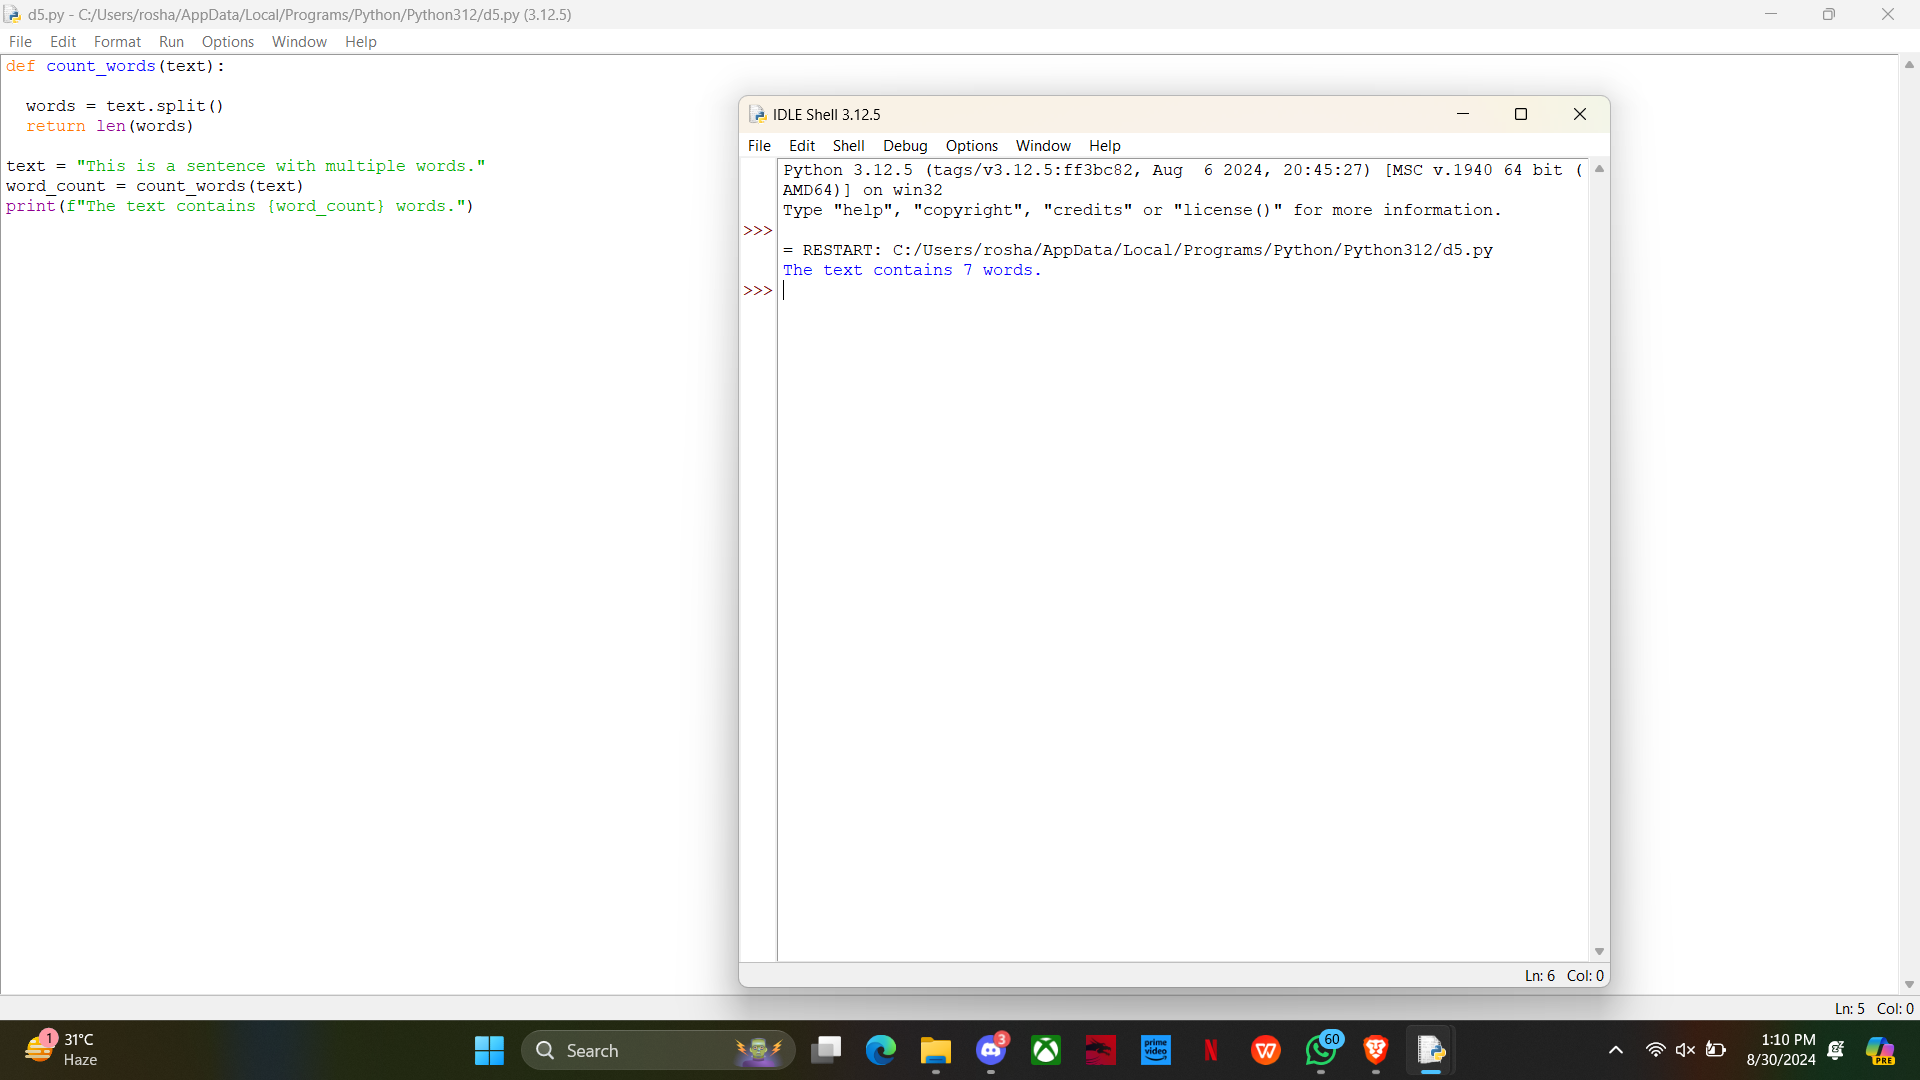 d5.py - C:/Users/rosha/AppData/Local/Programs/Python/Python312/d5.py (3.12.5)
File Edit Format Run Options Window Help
def count_words(text):
words = text.split()
return len(words)
text = "This is a sentence with multiple words."
word_count = count_words(text)
print(f"The text contains {word_count} words.")
IDLE Shell 3.12.5
File Edit Shell Debug Options Window Help
Python 3.12.5 (tags/v3.12.5:ff3bc82, Aug  6 2024, 20:45:27) [MSC v.1940 64 bit (
AMD64)] on win32
Type "help", "copyright", "credits" or "license()" for more information.
>>>
= RESTART: C:/Users/rosha/AppData/Local/Programs/Python/Python312/d5.py
The text contains 7 words.
>>>
Ln: 6 Col: 0
Ln: 5 Col: 0
1
31°C
Haze
Search
3
prime video
N
W
60
1:10 PM
8/30/2024
PRE